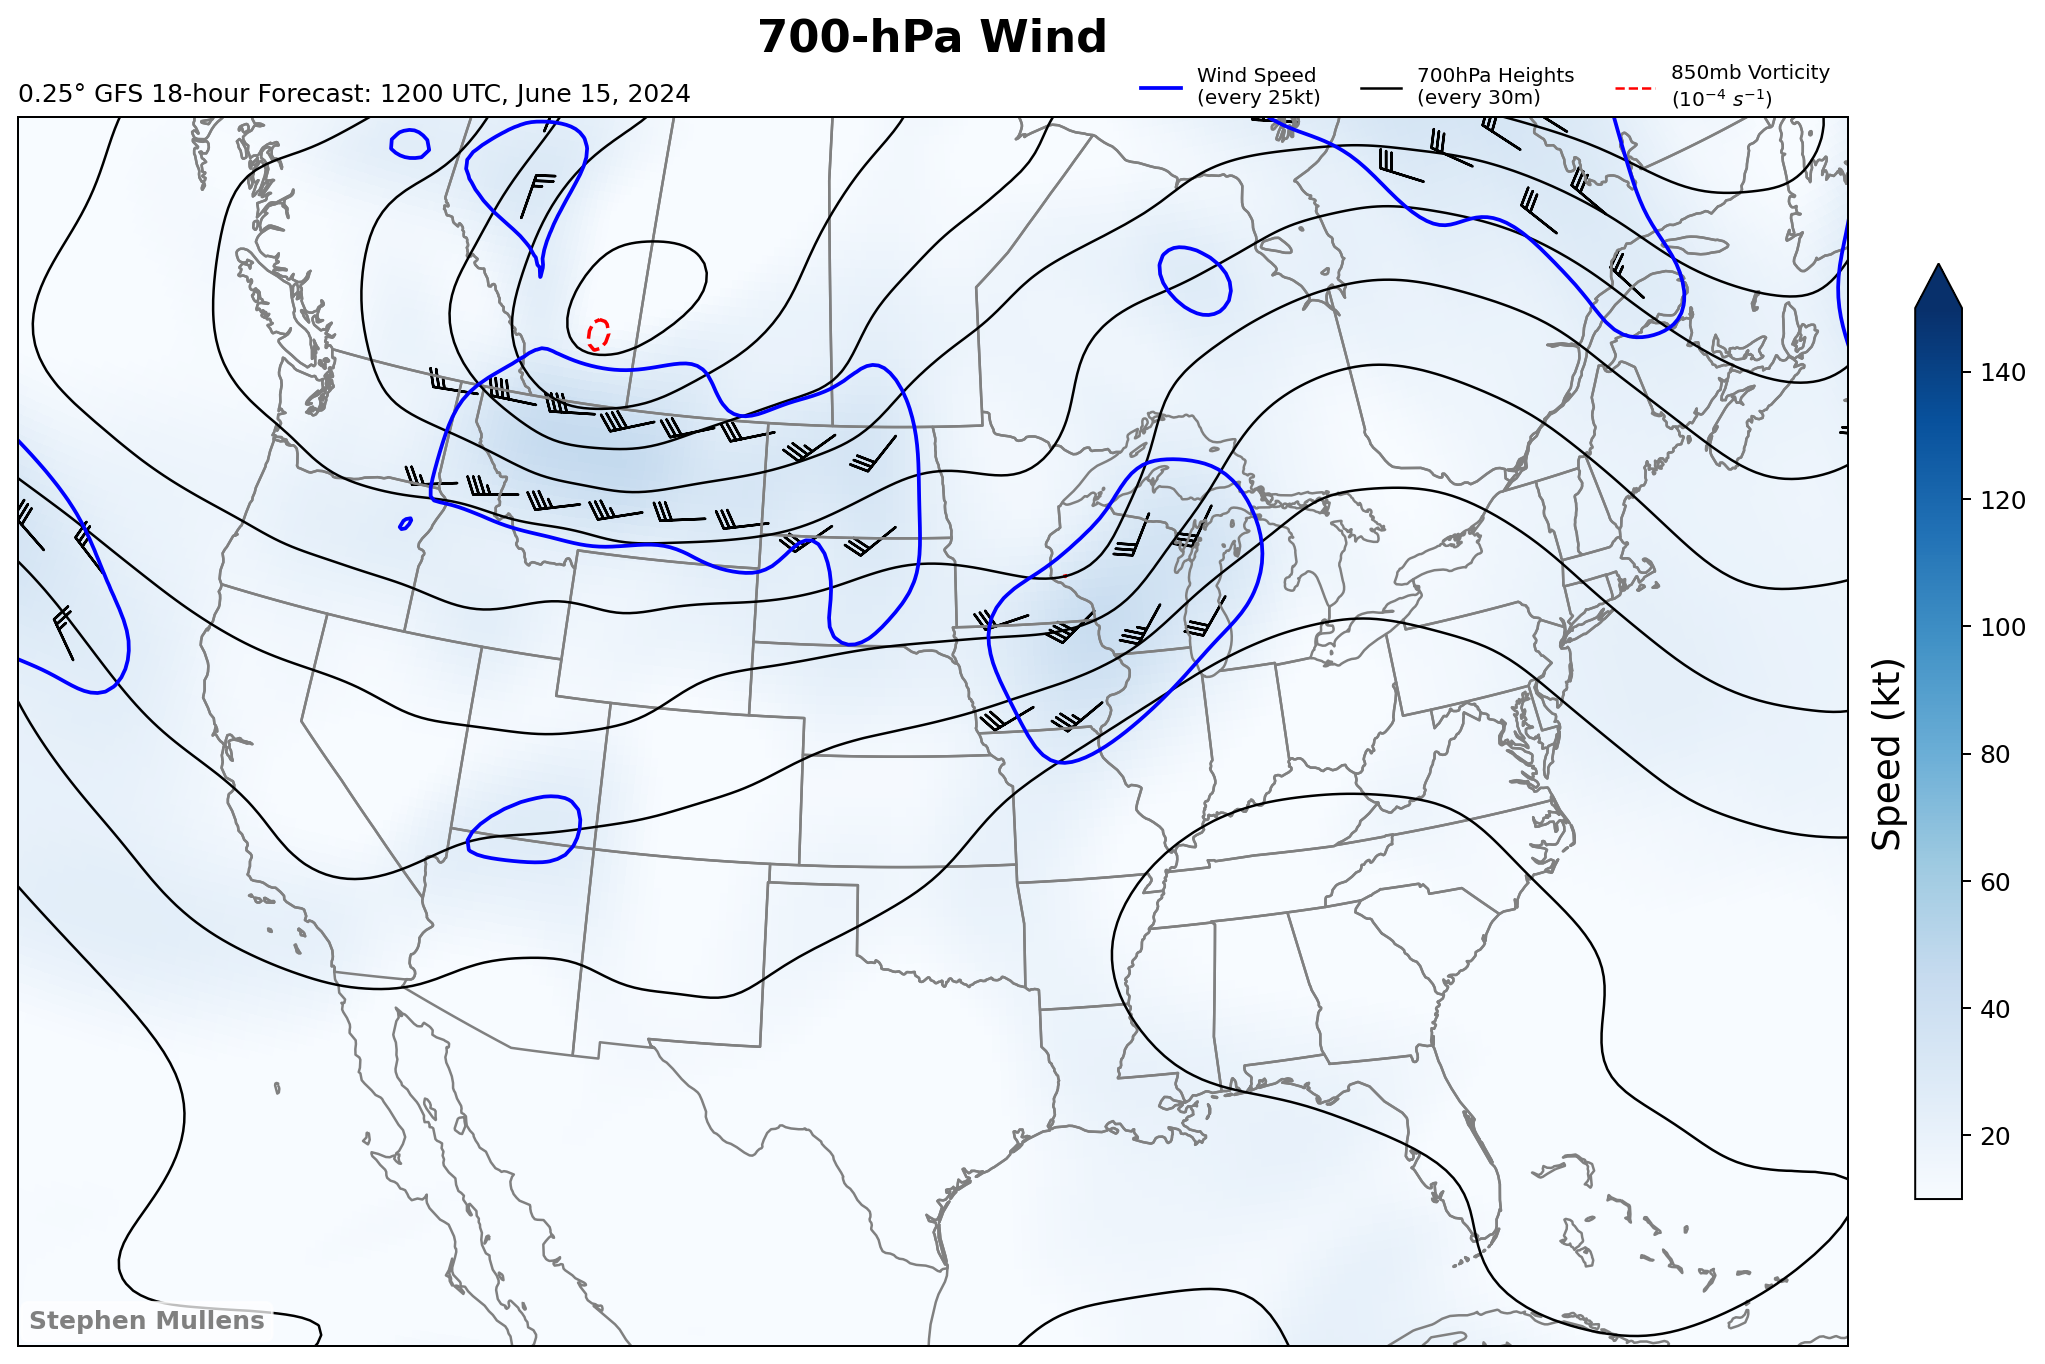 700-hPa Wind
0.25° GFS 18-hour Forecast: 1200 UTC, June 15, 2024
Wind Speed
(every 25kt)
700hPa Heights
(every 30m)
850mb Vorticity
(10⁻⁴ s⁻¹)
140
120
100
80
60
40
20
Speed (kt)
Stephen Mullens